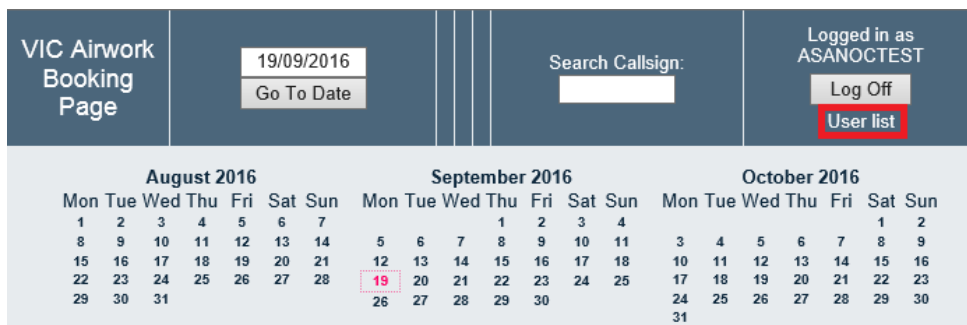 VIC Airwork
Booking
Page
19/09/2016
Go To Date
Search Callsign:
Logged in as
ASANOCTEST
Log Off
User list
August 2016
Mon Tue Wed Thu Fri Sat Sun
1 2 3 4 5 6 7
8 9 10 11 12 13 14
15 16 17 18 19 20 21
22 23 24 25 26 27 28
29 30 31
September 2016
Mon Tue Wed Thu Fri Sat Sun
1 2 3 4
5 6 7 8 9 10 11
12 13 14 15 16 17 18
19 20 21 22 23 24 25
26 27 28 29 30
October 2016
Mon Tue Wed Thu Fri Sat Sun
1 2
3 4 5 6 7 8 9
10 11 12 13 14 15 16
17 18 19 20 21 22 23
24 25 26 27 28 29 30
31